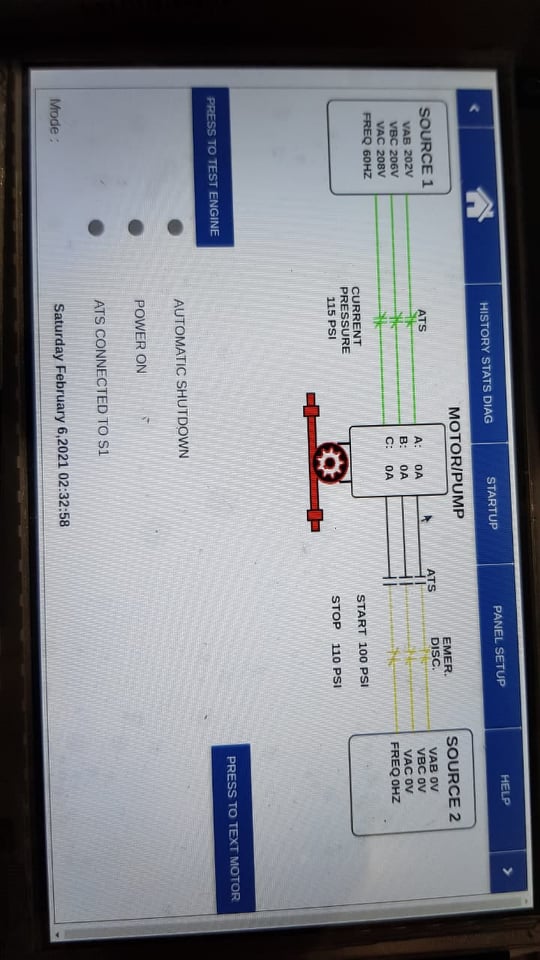 HISTORY STATS DIAG
STARTUP
PANEL SETUP
HELP
SOURCE 1
VAB 202V
VBC 206V
VAC 208V
FREQ 60HZ
ATS
MOTOR/PUMP
A: 0A
B: 0A
C: 0A
ATS
EMER.
DISC.
SOURCE 2
VAB 0V
VBC 0V
VAC 0V
FREQ 0HZ
CURRENT
PRESSURE
115 PSI
START 100 PSI
STOP 110 PSI
PRESS TO TEST ENGINE
PRESS TO TEXT MOTOR
AUTOMATIC SHUTDOWN
POWER ON
ATS CONNECTED TO S1
Mode :
Saturday February 6,2021 02:32:58